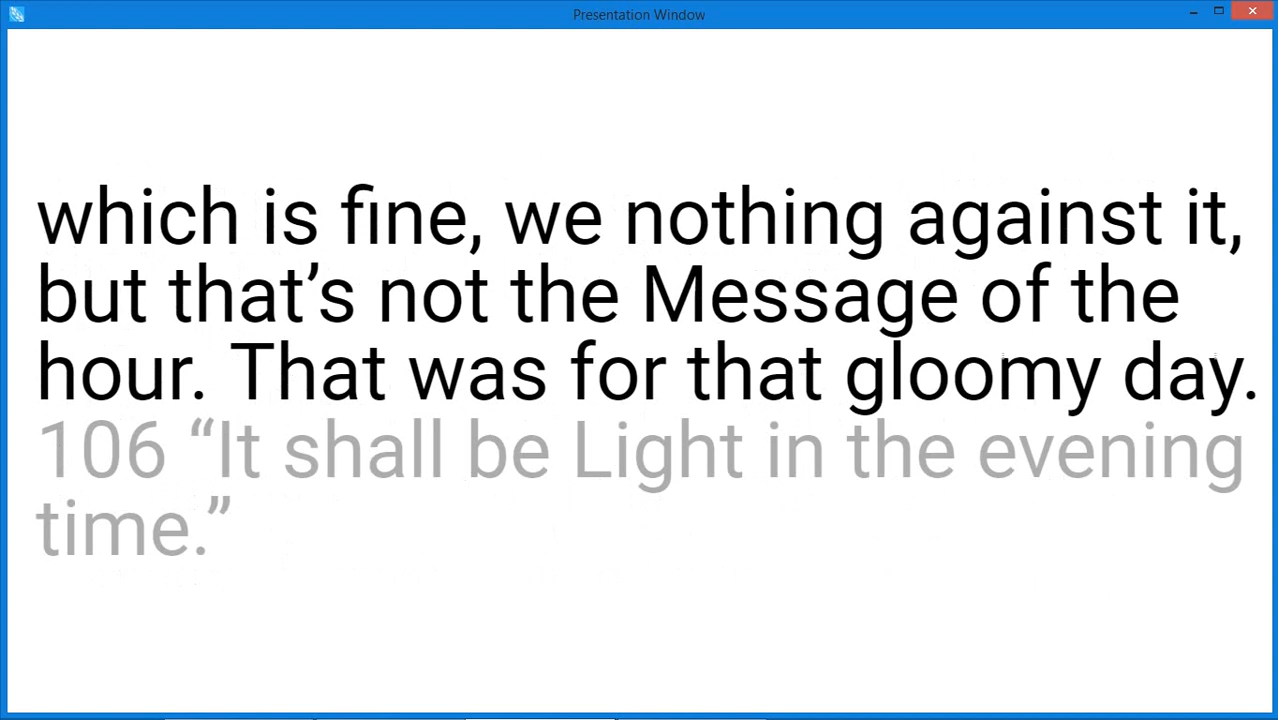 Presentation Window
which is fine, we nothing against it,
but that’s not the Message of the
hour. That was for that gloomy day.
106 “It shall be Light in the evening
time.”